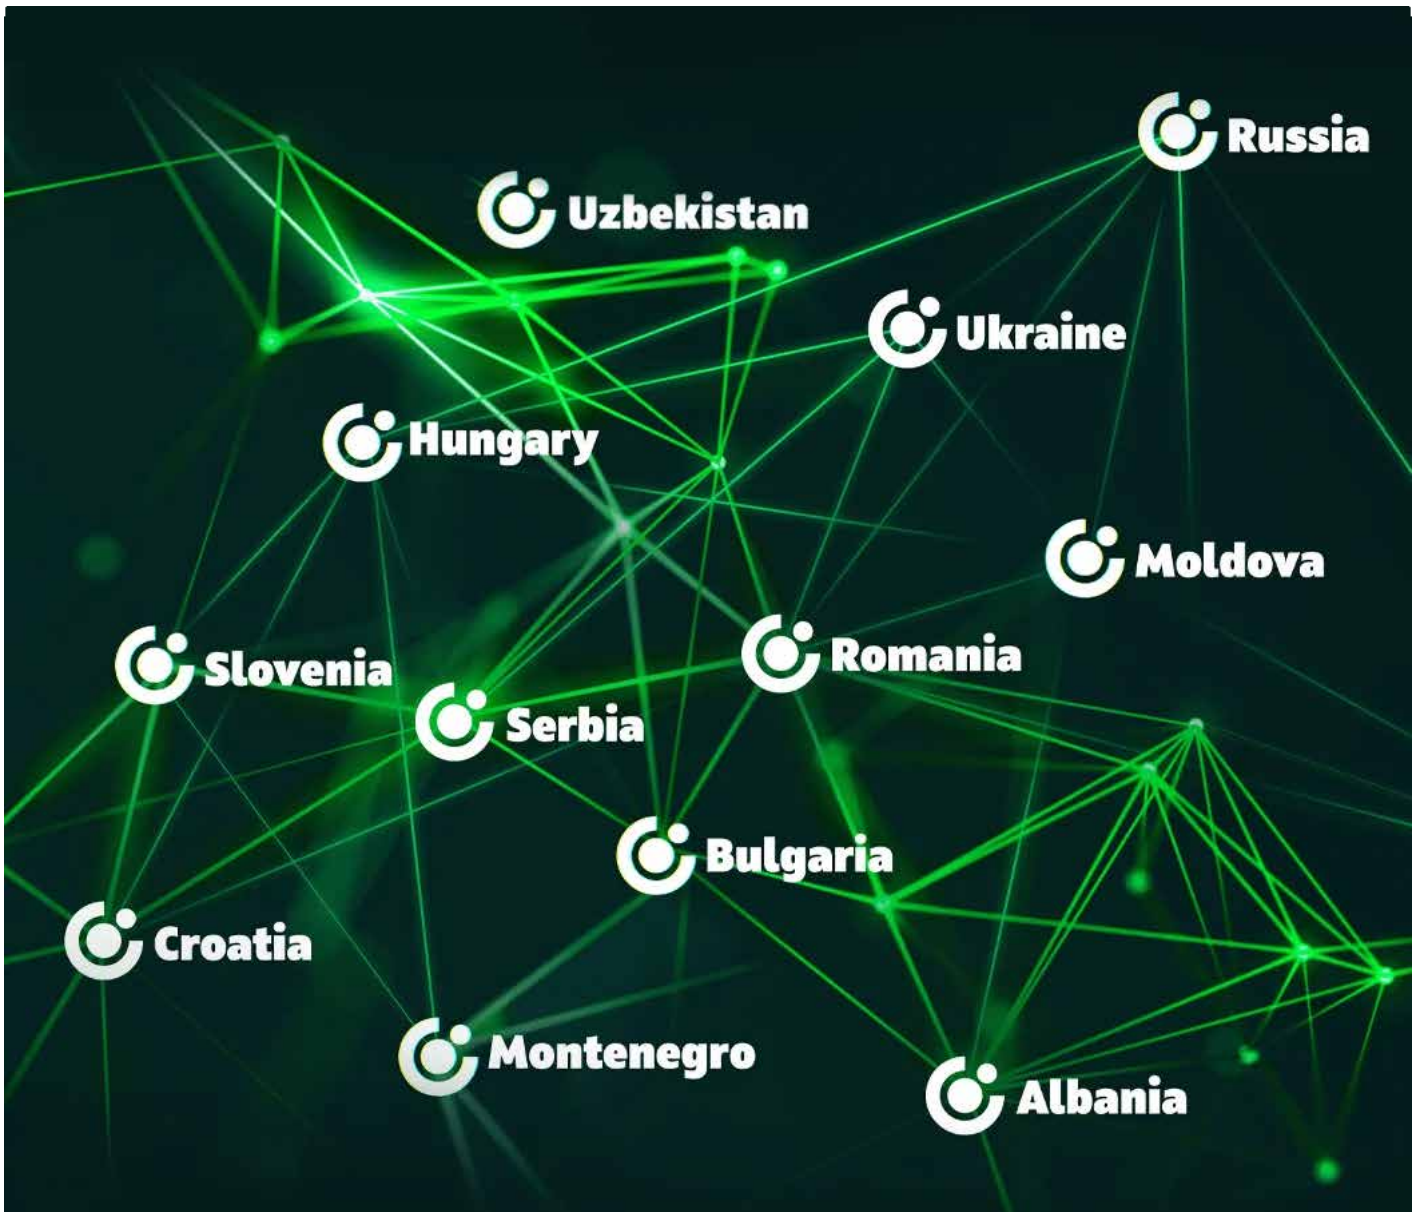 Russia
Uzbekistan
Ukraine
Hungary
Moldova
Romania
Slovenia
Serbia
Bulgaria
Croatia
Montenegro
Albania